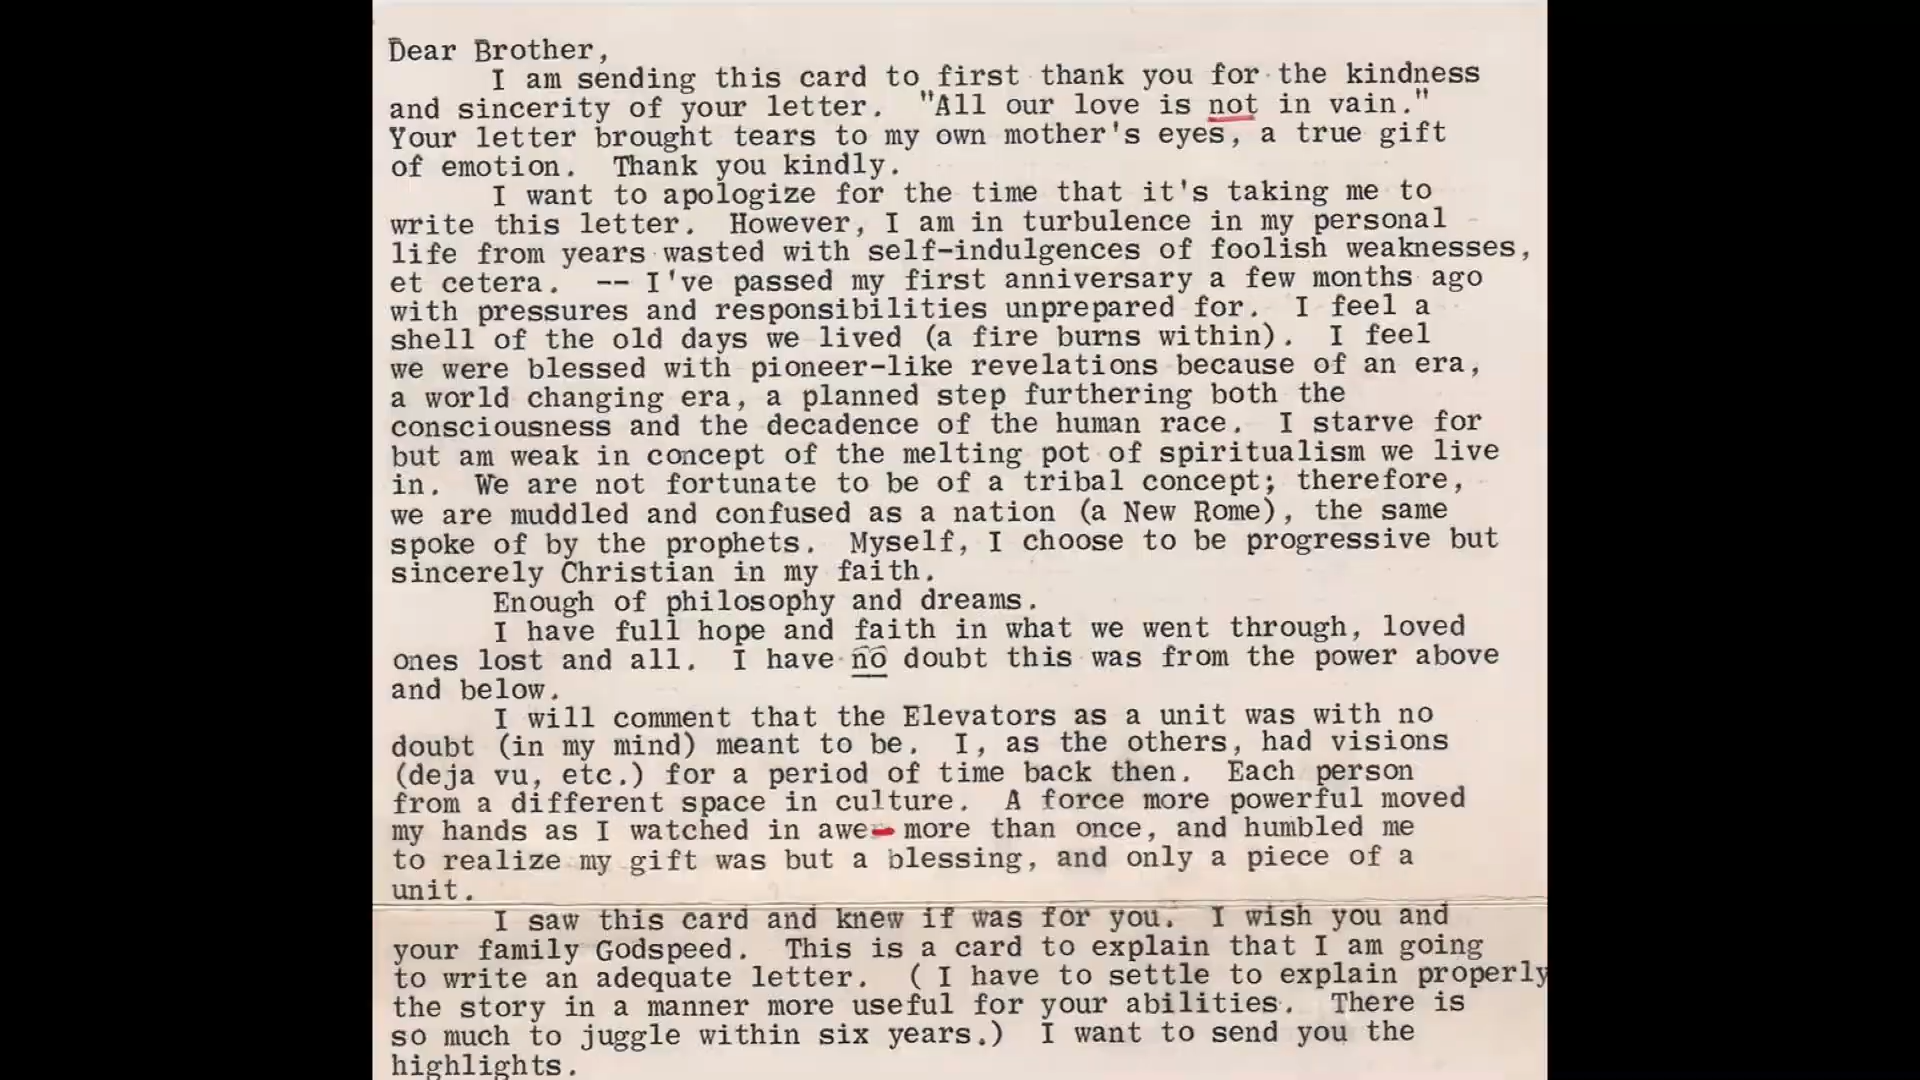 Dear Brother,
I am sending this card to first thank you for the kindness
and sincerity of your letter. "All our love is not in vain."
Your letter brought tears to my own mother's eyes, a true gift
of emotion. Thank you kindly.
I want to apologize for the time that it's taking me to
write this letter. However, I am in turbulence in my personal
life from years wasted with self-indulgences of foolish weaknesses,
et cetera. -- I've passed my first anniversary a few months ago
with pressures and responsibilities unprepared for. I feel a
shell of the old days we lived (a fire burns within). I feel
we were blessed with pioneer-like revelations because of an era,
a world changing era, a planned step furthering both the
consciousness and the decadence of the human race. I starve for
but am weak in concept of the melting pot of spiritualism we live
in. We are not fortunate to be of a tribal concept; therefore,
we are muddled and confused as a nation (a New Rome), the same
spoke of by the prophets. Myself, I choose to be progressive but
sincerely Christian in my faith.
Enough of philosophy and dreams.
I have full hope and faith in what we went through, loved
ones lost and all. I have no doubt this was from the power above
and below.
I will comment that the Elevators as a unit was with no
doubt (in my mind) meant to be. I, as the others, had visions
(deja vu, etc.) for a period of time back then. Each person
from a different space in culture. A force more powerful moved
my hands as I watched in awe more than once, and humbled me
to realize my gift was but a blessing, and only a piece of a
unit.
I saw this card and knew if was for you. I wish you and
your family Godspeed. This is a card to explain that I am going
to write an adequate letter. ( I have to settle to explain properly
the story in a manner more useful for your abilities. There is
so much to juggle within six years.) I want to send you the
highlights.